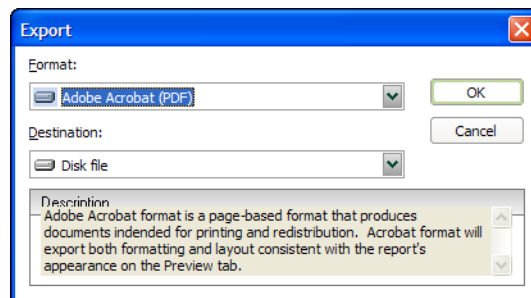 Export
Format:
Adobe Acrobat (PDF)
OK
Destination:
Cancel
Disk file
Description
Adobe Acrobat format is a page-based format that produces
documents indended for printing and redistribution. Acrobat format will
export both formatting and layout consistent with the report's
appearance on the Preview tab.